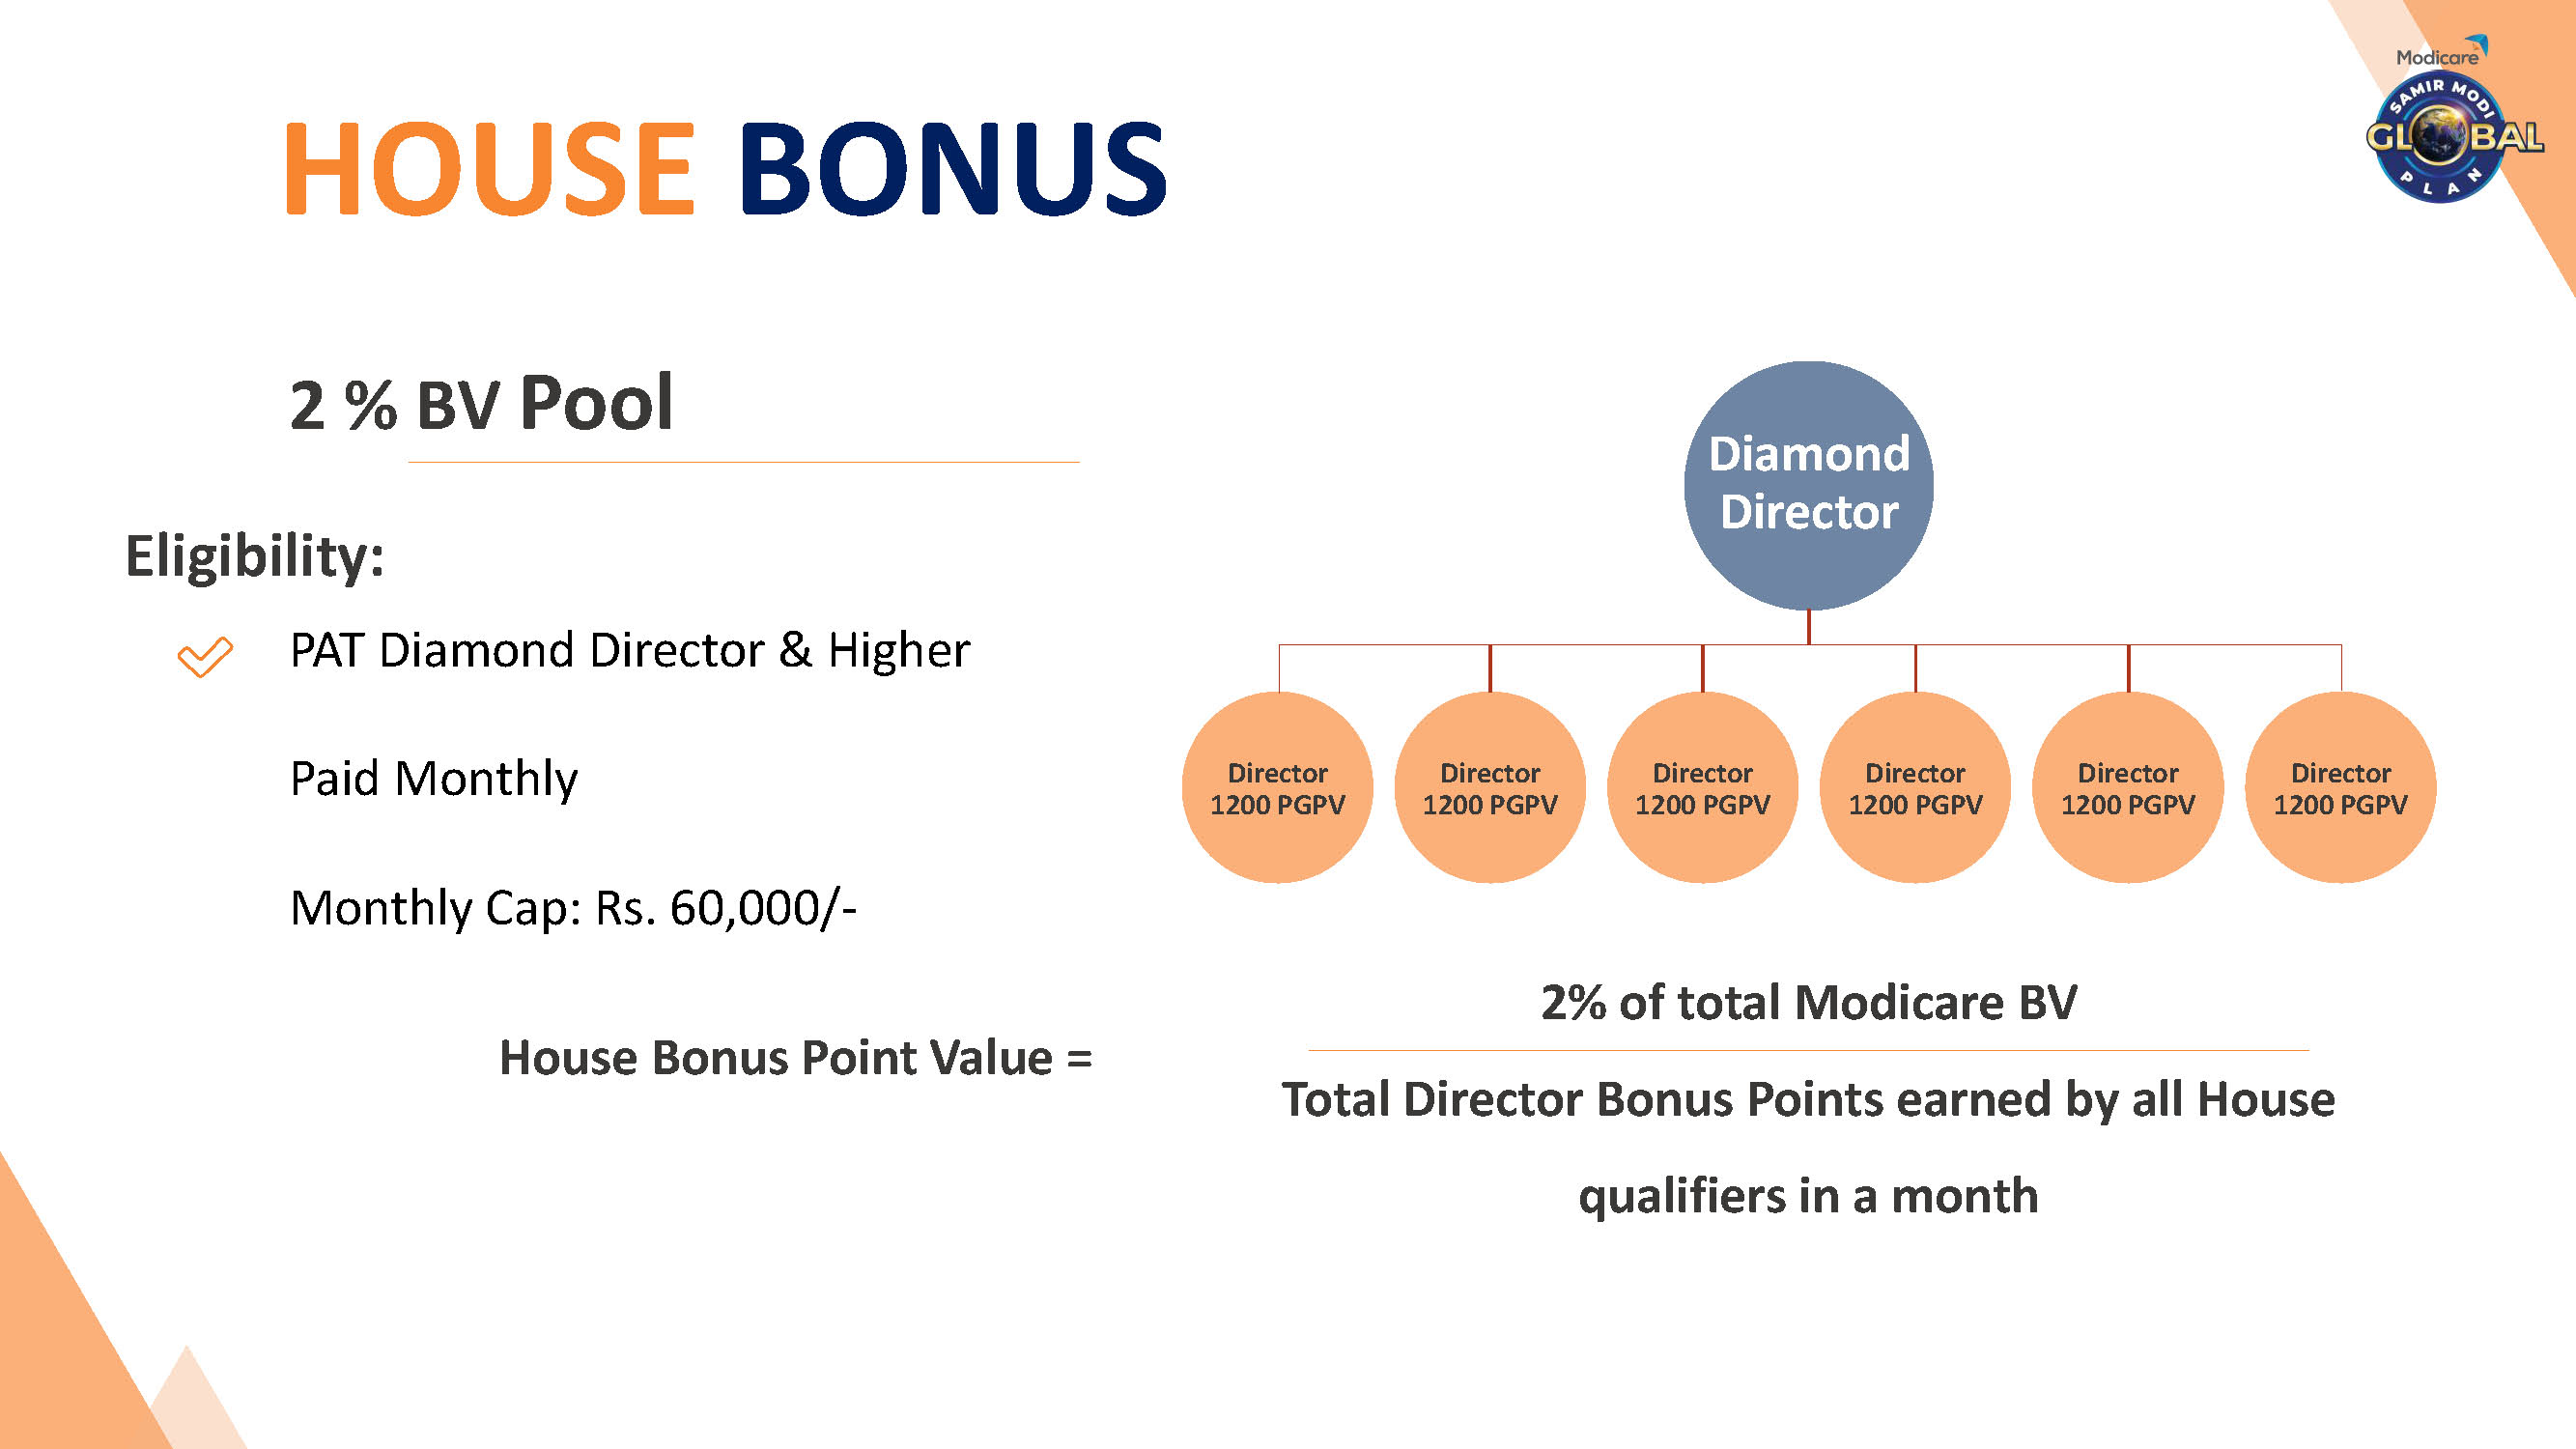 Modicare
SAMIR MODI
GLOBAL
PLAN
HOUSE BONUS
2 % BV Pool
Eligibility:
PAT Diamond Director & Higher
Paid Monthly
Monthly Cap: Rs. 60,000/-
Diamond
Director
Director
1200 PGPV
Director
1200 PGPV
Director
1200 PGPV
Director
1200 PGPV
Director
1200 PGPV
Director
1200 PGPV
House Bonus Point Value =
2% of total Modicare BV
Total Director Bonus Points earned by all House
qualifiers in a month